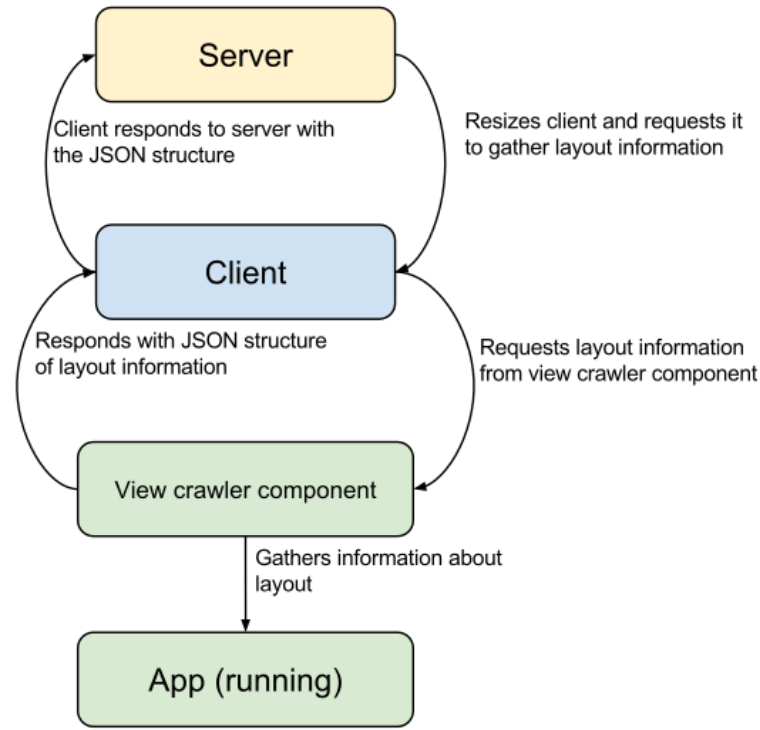 Server
Client responds to server with
the JSON structure
Resizes client and requests it
to gather layout information
Client
Responds with JSON structure
of layout information
Requests layout information
from view crawler component
View crawler component
Gathers information about
layout
App (running)